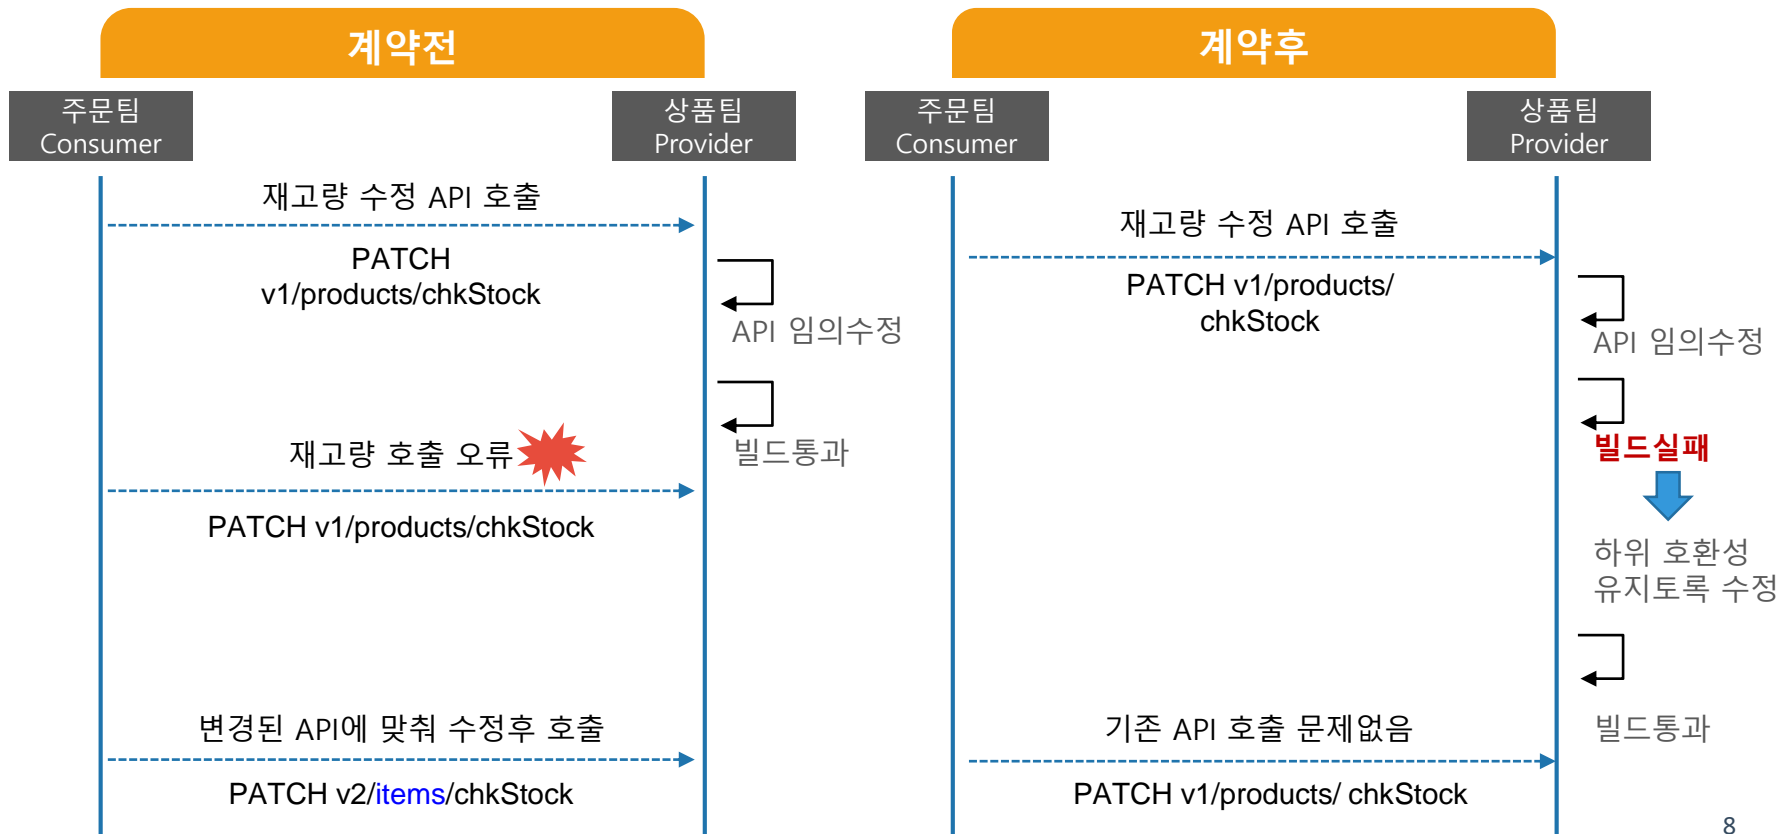 계약전
주문팀
Consumer
상품팀
Provider
재고량 수정 API 호출
PATCH
v1/products/chkStock
API 임의수정
빌드통과
재고량 호출 오류
PATCH v1/products/chkStock
변경된 API에 맞춰 수정후 호출
PATCH v2/items/chkStock
계약후
주문팀
Consumer
상품팀
Provider
재고량 수정 API 호출
PATCH v1/products/
chkStock
API 임의수정
빌드실패
하위 호환성
유지토록 수정
빌드통과
기존 API 호출 문제없음
PATCH v1/products/ chkStock
8